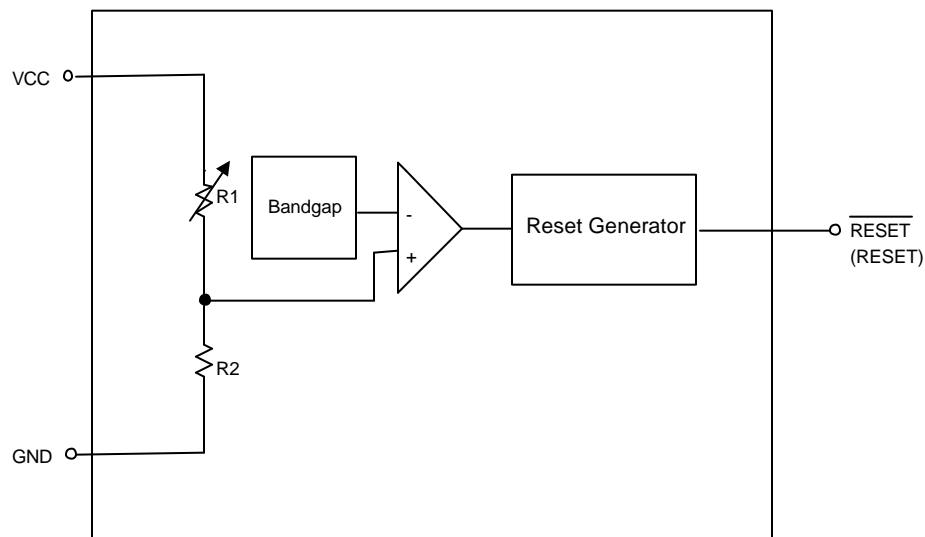 VCC
R1
Bandgap
-
+
Reset Generator
RESET
(RESET)
R2
GND